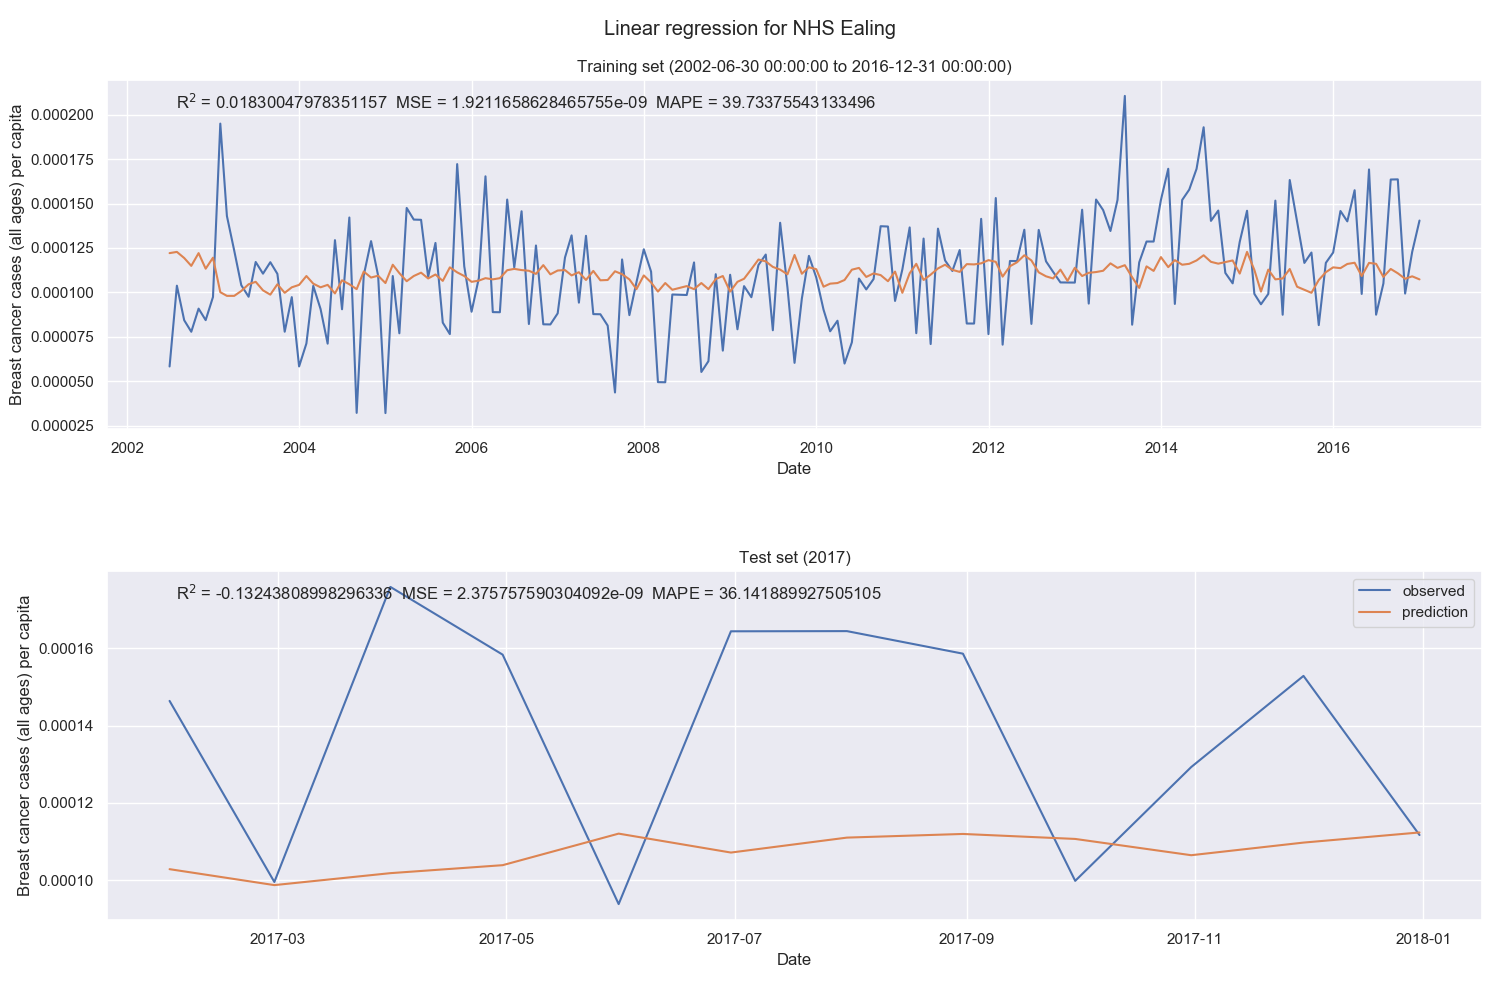 Linear regression for NHS Ealing
Training set (2002-06-30 00:00:00 to 2016-12-31 00:00:00)
R² = 0.01830047978351157 MSE = 1.9211658628465755e-09 MAPE = 39.73375543133496
Breast cancer cases (all ages) per capita
0.000200
0.000175
0.000150
0.000125
0.000100
0.000075
0.000050
0.000025
2002 2004 2006 2008 2010 2012 2014 2016
Date
Test set (2017)
R² = -0.13243808998296336 MSE = 2.375757590304092e-09 MAPE = 36.141889927505105
observed
prediction
Breast cancer cases (all ages) per capita
0.00016
0.00014
0.00012
0.00010
2017-03 2017-05 2017-07 2017-09 2017-11 2018-01
Date